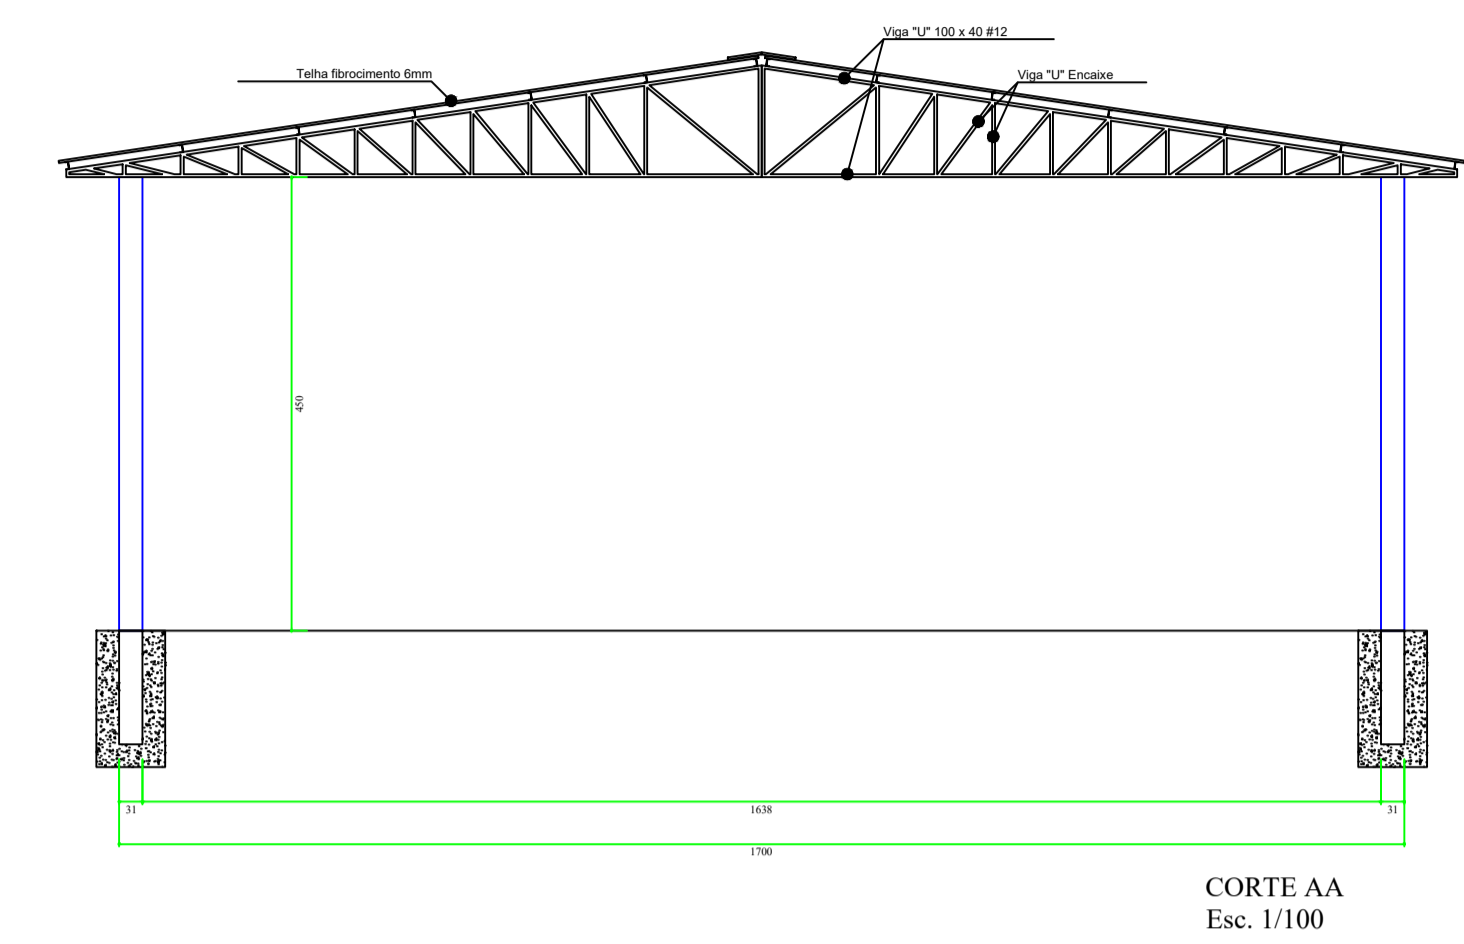 Viga "U" 100 x 40 #12
Telha fibrocimento 6mm
Viga "U" Encaixe
450
31
1638
31
1700
CORTE AA
Esc. 1/100